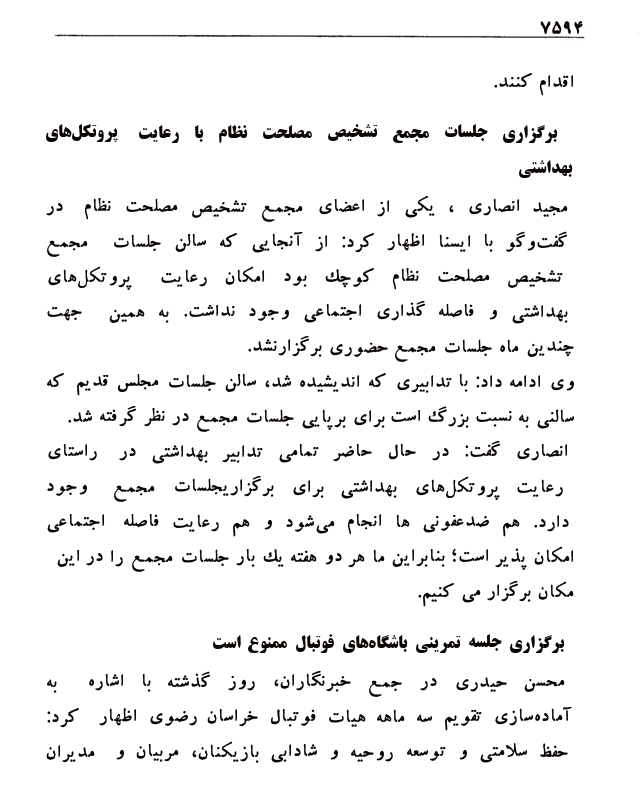 ۷۵۹۴
اقدام کنند.
برگزاری جلسات مجمع تشخیص مصلحت نظام با رعایت پروتکل‌های
بهداشتی
مجید انصاری ، یکی از اعضای مجمع تشخیص مصلحت نظام در
گفت‌وگو با ایسنا اظهار کرد: از آنجایی که سالن جلسات مجمع
تشخیص مصلحت نظام کوچك بود امکان رعایت پروتکل‌های
بهداشتی و فاصله گذاری اجتماعی وجود نداشت. به همین جهت
چندین ماه جلسات مجمع حضوری برگزارنشد.
وی ادامه داد: با تدابیری که اندیشیده شد، سالن جلسات مجلس قدیم که
سالنی به نسبت بزرگ است برای برپایی جلسات مجمع در نظر گرفته شد.
انصاری گفت: در حال حاضر تمامی تدابیر بهداشتی در راستای
رعایت پروتکل‌های بهداشتی برای برگزاریجلسات مجمع وجود
دارد. هم ضدعفونی ها انجام می‌شود و هم رعایت فاصله اجتماعی
امکان پذیر است؛ بنابراین ما هر دو هفته یك بار جلسات مجمع را در این
مکان برگزار می کنیم.
برگزاری جلسه تمرینی باشگاه‌های فوتبال ممنوع است
محسن حیدری در جمع خبرنگاران، روز گذشته با اشاره به
آماده‌سازی تقویم سه ماهه هیات فوتبال خراسان رضوی اظهار کرد:
حفظ سلامتی و توسعه روحیه و شادابی بازیکنان، مربیان و مدیران